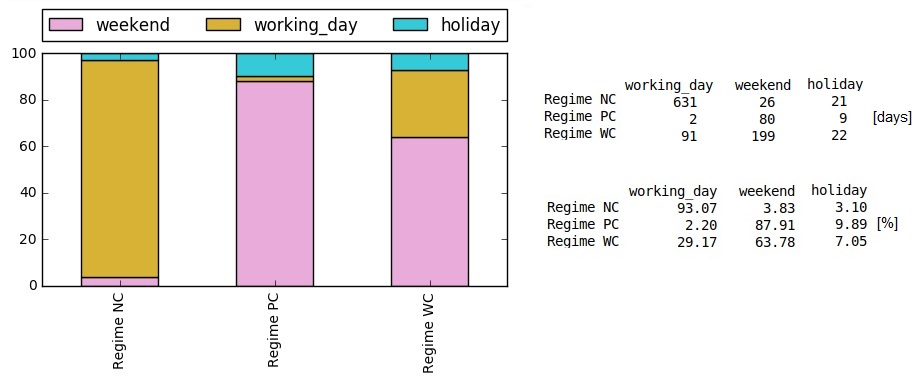 weekend working_day holiday
100
80
60
40
20
0
Regime NC
Regime PC
Regime WC
working_day weekend holiday
Regime NC 631 26 21
Regime PC 2 80 9 [days]
Regime WC 91 199 22
working_day weekend holiday
Regime NC 93.07 3.83 3.10
Regime PC 2.20 87.91 9.89 [%]
Regime WC 29.17 63.78 7.05